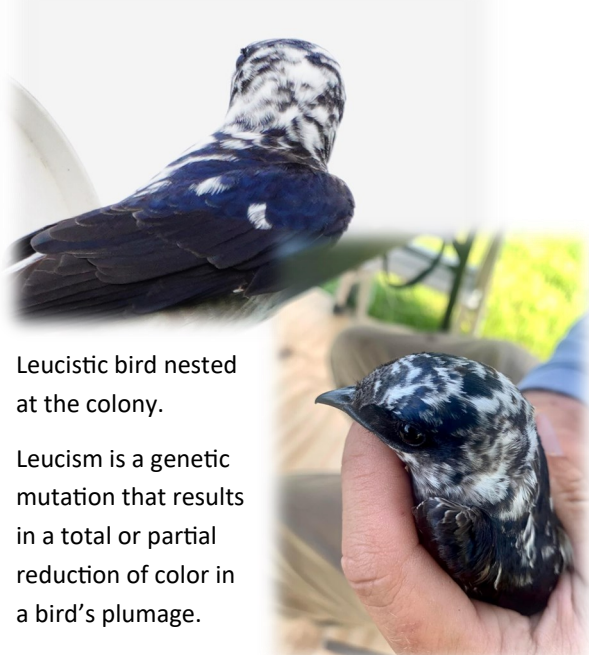 Leucistic bird nested
at the colony.
Leucism is a genetic
mutation that results
in a total or partial
reduction of color in
a bird's plumage.